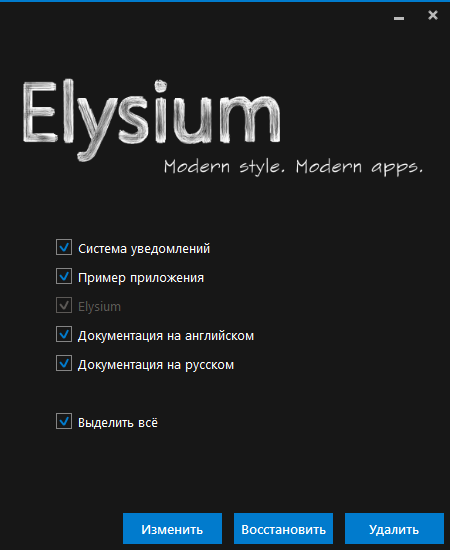 Elysium
Modern style. Modern apps.
Система уведомлений
Пример приложения
Elysium
Документация на английском
Документация на русском
Выделить всё
Изменить Восстановить Удалить